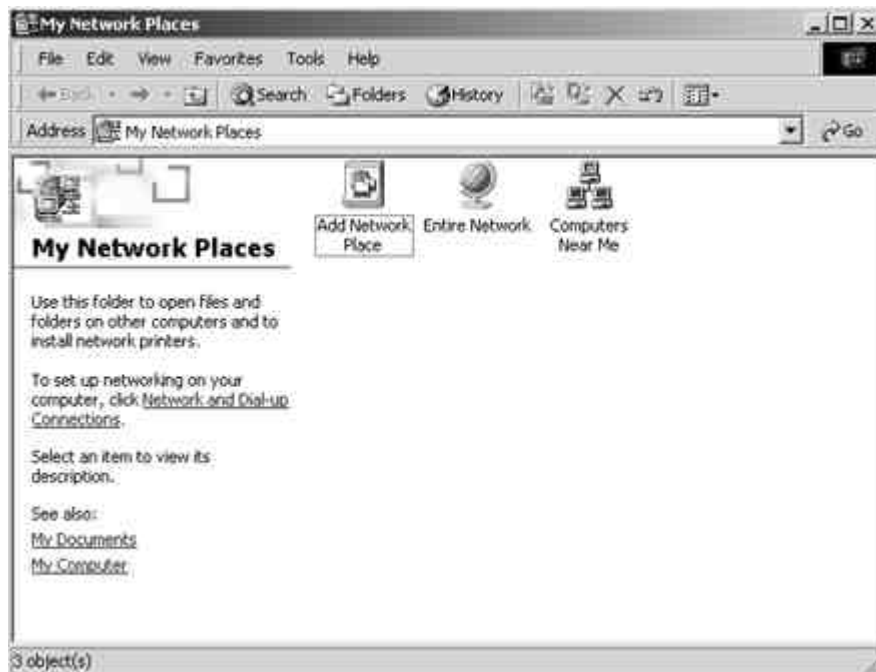 My Network Places
File Edit View Favorites Tools Help
Back Search Folders History
Address My Network Places Go
Add Network Place
Entire Network
Computers Near Me
My Network Places
Use this folder to open files and
folders on other computers and to
install network printers.
To set up networking on your
computer, click Network and Dial-up
Connections.
Select an item to view its
description.
See also:
My Documents
My Computer
3 object(s)